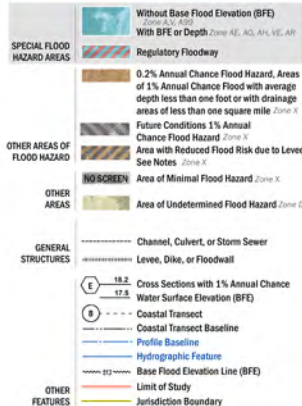 Without Base Flood Elevation (BFE)
Zone A,V, A99
With BFE or Depth Zone AE, AO, AH, VE, AR
SPECIAL FLOOD
HAZARD AREAS
Regulatory Floodway
0.2% Annual Chance Flood Hazard, Areas
of 1% Annual Chance Flood with average
depth less than one foot or with drainage
areas of less than one square mile Zone X
Future Conditions 1% Annual
Chance Flood Hazard Zone X
OTHER AREAS OF
FLOOD HAZARD
Area with Reduced Flood Risk due to Levee
See Notes Zone X
NO SCREEN Area of Minimal Flood Hazard Zone X
OTHER
AREAS
Area of Undetermined Flood Hazard Zone D
GENERAL
STRUCTURES
Channel, Culvert, or Storm Sewer
Levee, Dike, or Floodwall
E 18.2 Cross Sections with 1% Annual Chance
17.5 Water Surface Elevation (BFE)
8 Coastal Transect
Coastal Transect Baseline
Profile Baseline
Hydrographic Feature
513 Base Flood Elevation Line (BFE)
OTHER
FEATURES
Limit of Study
Jurisdiction Boundary